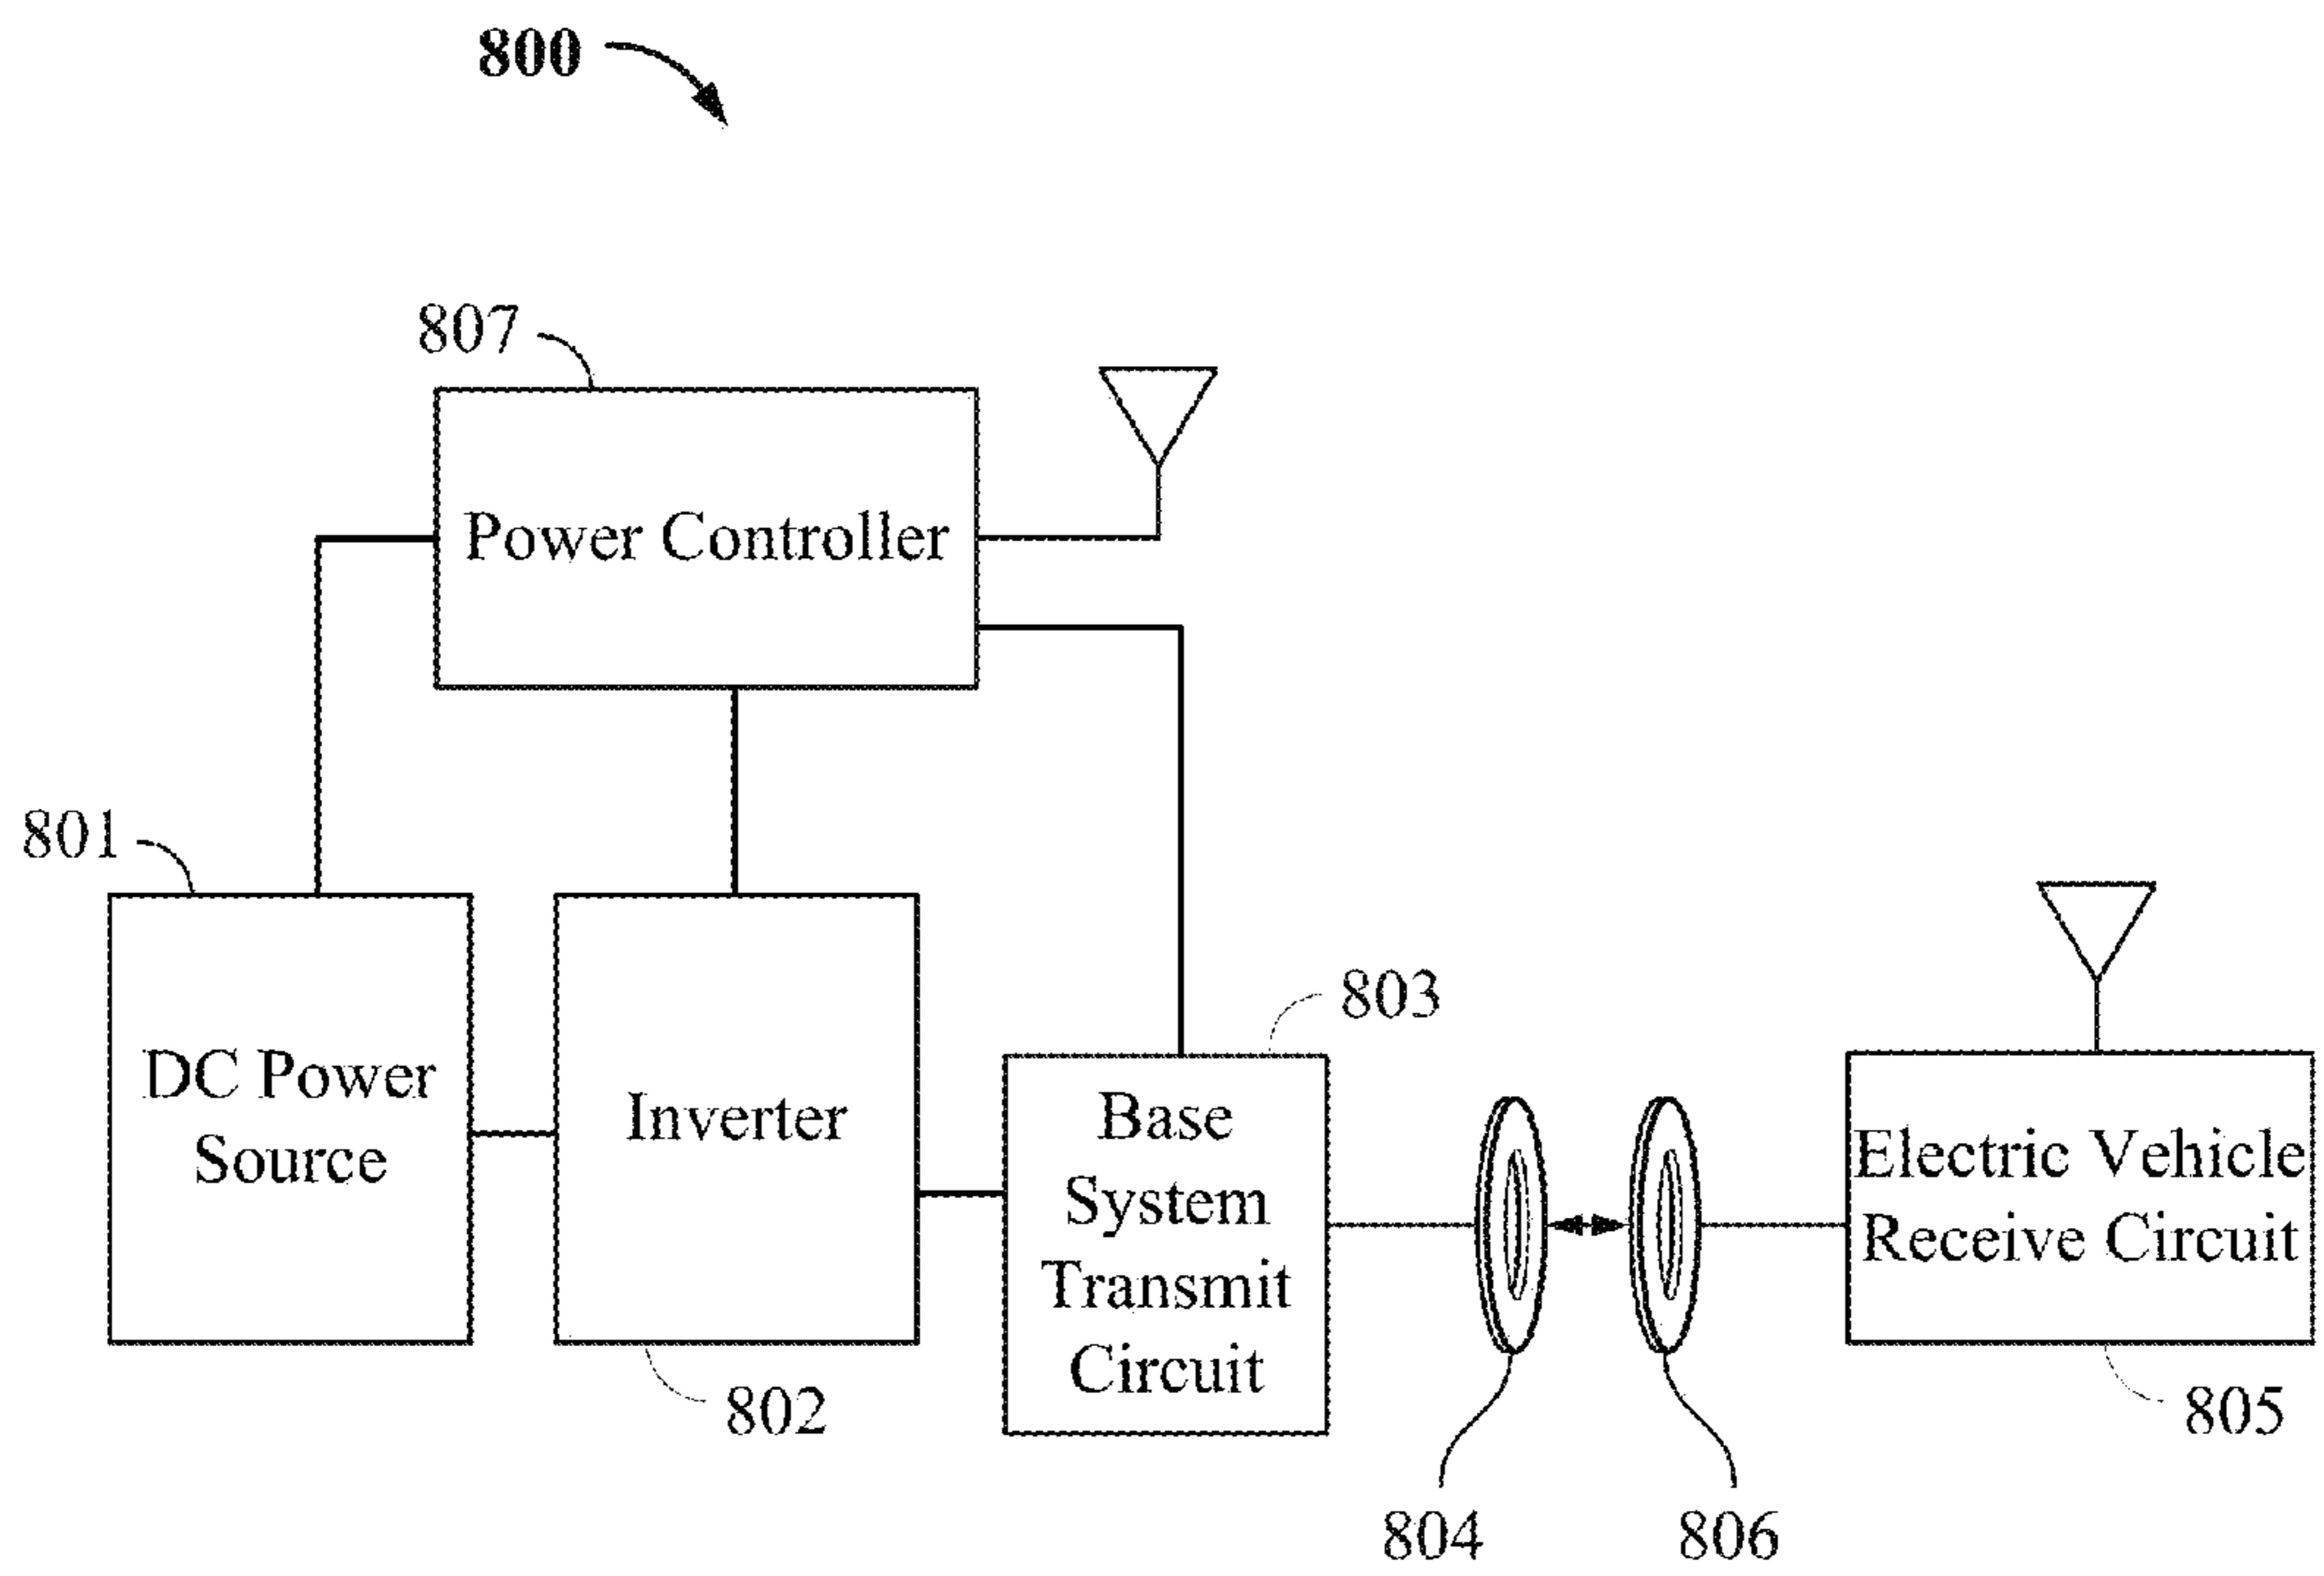 800
807
Power Controller
801
DC Power
Source
Inverter
802
803
Base
System
Transmit
Circuit
Electric Vehicle
Receive Circuit
805
804
806